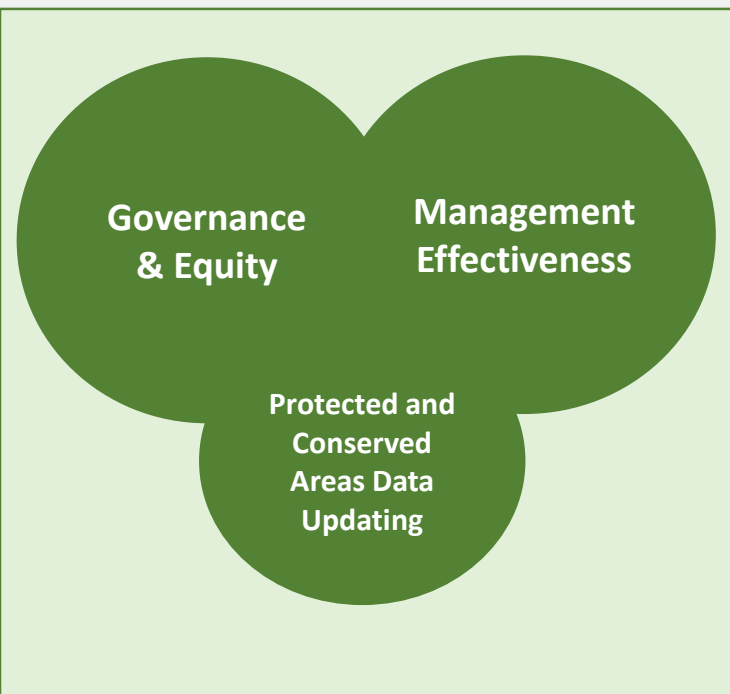 Governance
& Equity
Management
Effectiveness
Protected and
Conserved
Areas Data
Updating